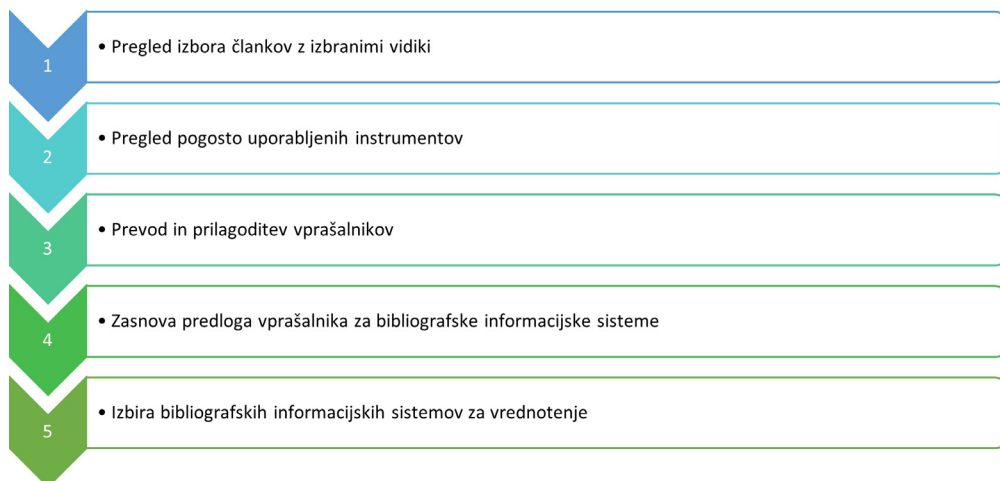 1
• Pregled izbora člankov z izbranimi vidiki
2
• Pregled pogosto uporabljenih instrumentov
3
• Prevod in prilagoditev vprašalnikov
4
• Zasnova predloga vprašalnika za bibliografske informacijske sisteme
5
• Izbira bibliografskih informacijskih sistemov za vrednotenje